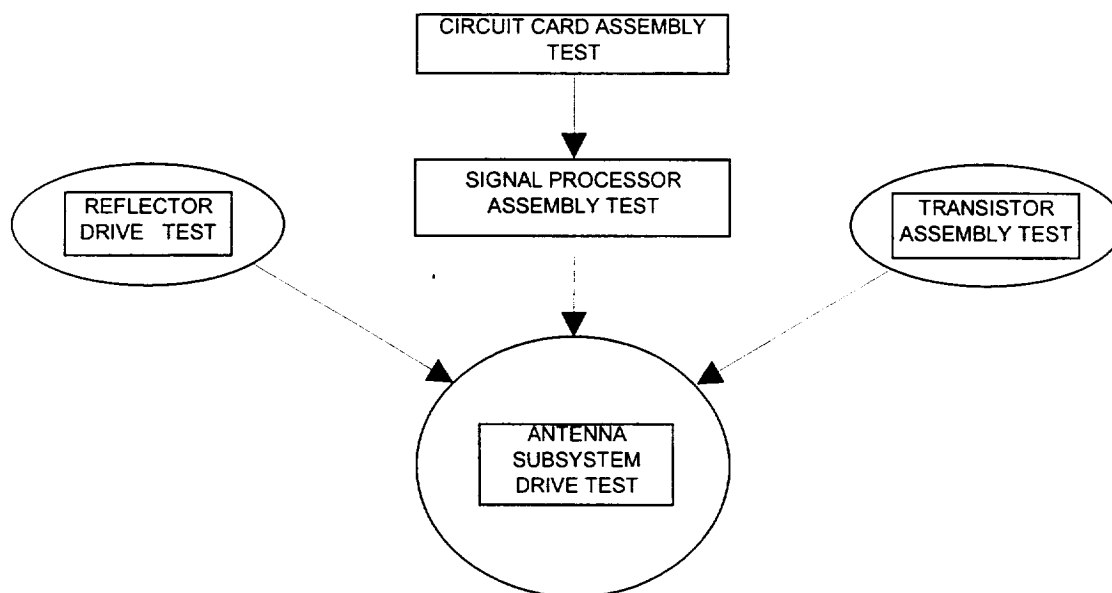 CIRCUIT CARD ASSEMBLY
TEST
SIGNAL PROCESSOR
ASSEMBLY TEST
REFLECTOR
DRIVE TEST
TRANSISTOR
ASSEMBLY TEST
ANTENNA
SUBSYSTEM
DRIVE TEST